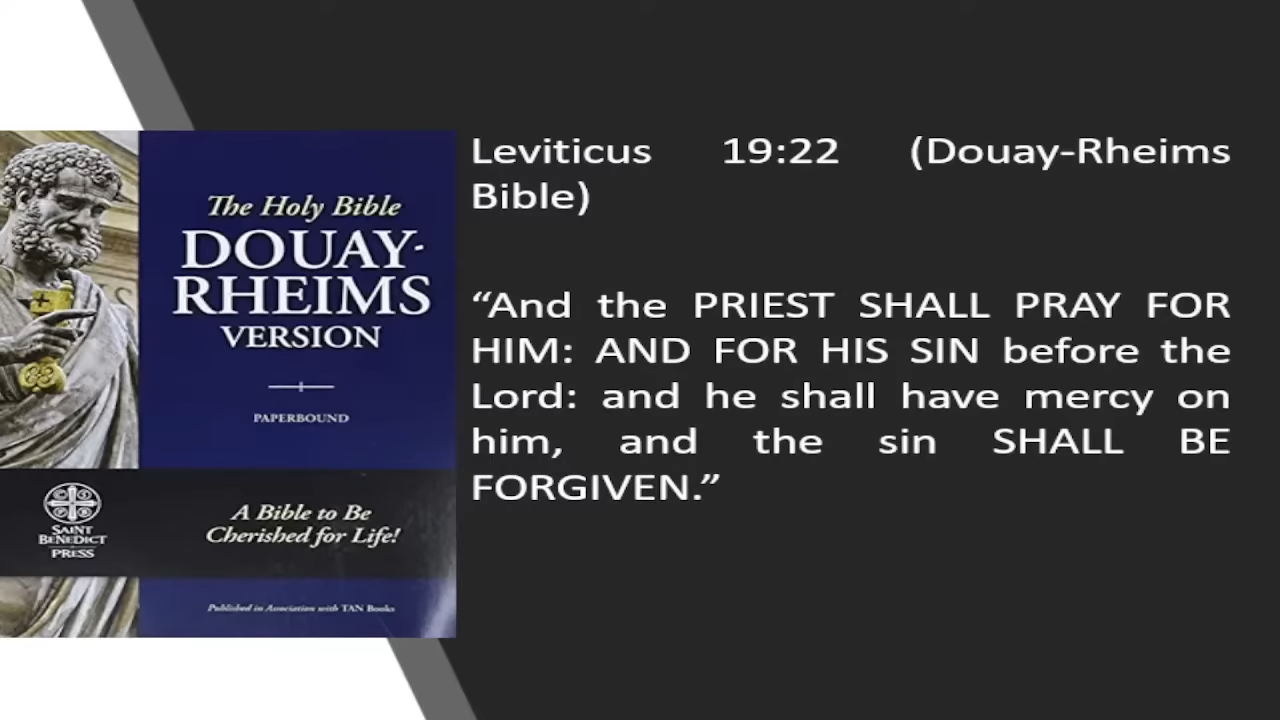 The Holy Bible
DOUAY-
RHEIMS
VERSION
PAPERBOUND
SAINT
BENEDICT
PRESS
A Bible to Be
Cherished for Life!
Published in Association with TAN Books
Leviticus 19:22 (Douay-Rheims
Bible)
“And the PRIEST SHALL PRAY FOR
HIM: AND FOR HIS SIN before the
Lord: and he shall have mercy on
him, and the sin SHALL BE
FORGIVEN.”